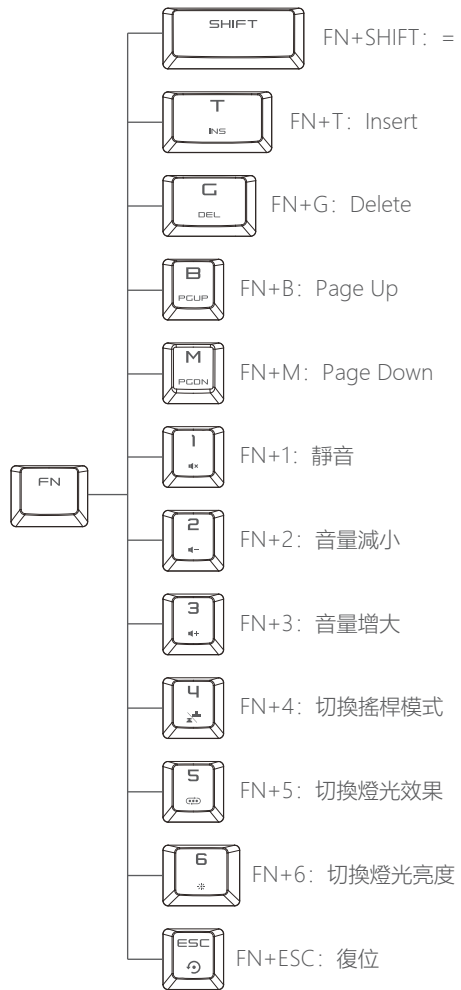 SHIFT
FN+SHIFT: =
T
INS
FN+T: Insert
G
DEL
FN+G: Delete
B
PGUP
FN+B: Page Up
M
PGDN
FN+M: Page Down
1
FN+1: 靜音
FN
2
FN+2: 音量減小
3
FN+3: 音量增大
4
FN+4: 切換搖桿模式
5
FN+5: 切換燈光效果
6
FN+6: 切換燈光亮度
ESC
FN+ESC: 復位